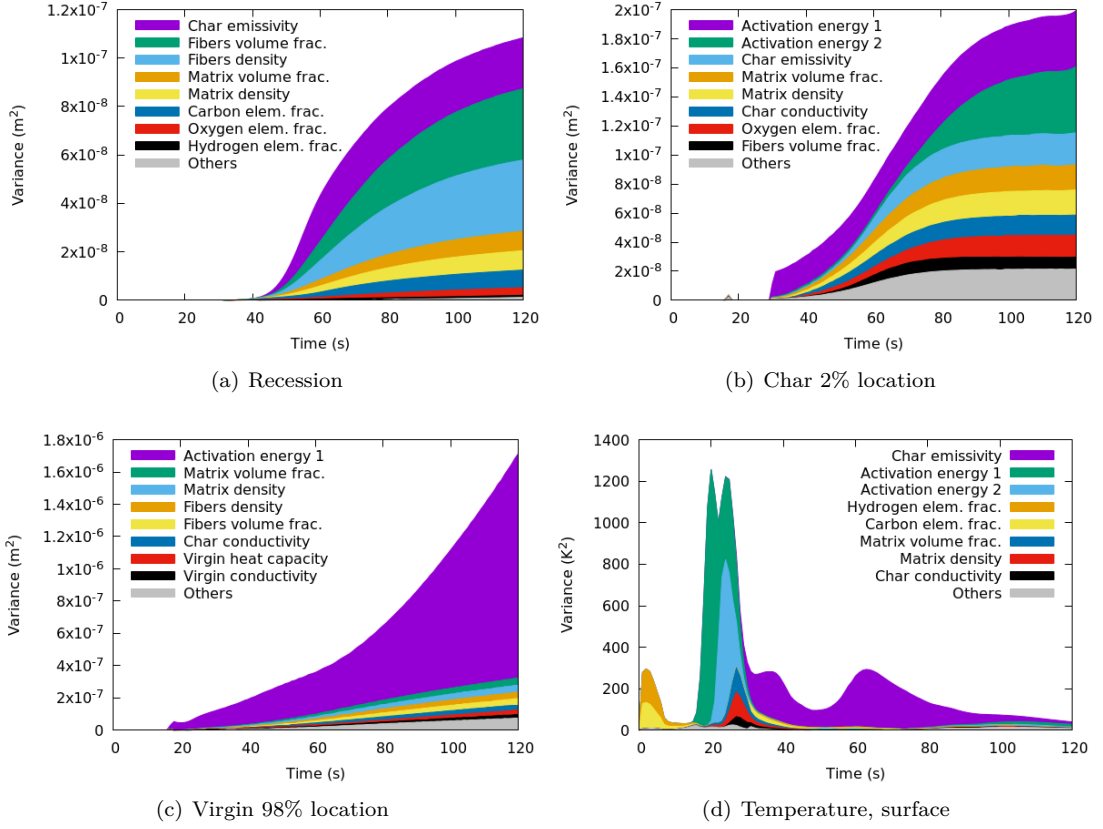 1.2x10⁻⁷
1x10⁻⁷
8x10⁻⁸
6x10⁻⁸
4x10⁻⁸
2x10⁻⁸
0
Variance (m²)
Char emissivity
Fibers volume frac.
Fibers density
Matrix volume frac.
Matrix density
Carbon elem. frac.
Oxygen elem. frac.
Hydrogen elem. frac.
Others
0 20 40 60 80 100 120
Time (s)
(a) Recession
2x10⁻⁷
1.8x10⁻⁷
1.6x10⁻⁷
1.4x10⁻⁷
1.2x10⁻⁷
1x10⁻⁷
8x10⁻⁸
6x10⁻⁸
4x10⁻⁸
2x10⁻⁸
0
Variance (m²)
Activation energy 1
Activation energy 2
Char emissivity
Matrix volume frac.
Matrix density
Char conductivity
Oxygen elem. frac.
Fibers volume frac.
Others
0 20 40 60 80 100 120
Time (s)
(b) Char 2% location
1.8x10⁻⁶
1.6x10⁻⁶
1.4x10⁻⁶
1.2x10⁻⁶
1x10⁻⁶
8x10⁻⁷
6x10⁻⁷
4x10⁻⁷
2x10⁻⁷
0
Variance (m²)
Activation energy 1
Matrix volume frac.
Matrix density
Fibers density
Fibers volume frac.
Char conductivity
Virgin heat capacity
Virgin conductivity
Others
0 20 40 60 80 100 120
Time (s)
(c) Virgin 98% location
1400
1200
1000
800
600
400
200
0
Variance (K²)
Char emissivity
Activation energy 1
Activation energy 2
Hydrogen elem. frac.
Carbon elem. frac.
Matrix volume frac.
Matrix density
Char conductivity
Others
0 20 40 60 80 100 120
Time (s)
(d) Temperature, surface